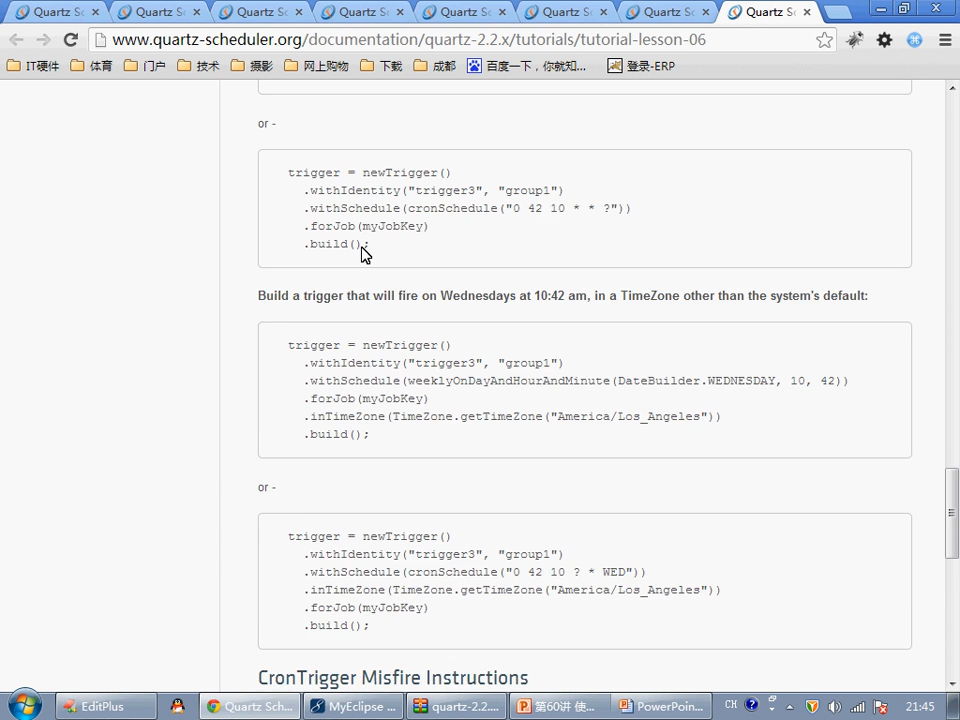 Quartz Sc
Quartz Sc
Quartz Sc
Quartz Sc
Quartz Sc
Quartz Sc
Quartz Sc
Quartz Sc
www.quartz-scheduler.org/documentation/quartz-2.2.x/tutorials/tutorial-lesson-06
IT硬件 体育 门户 技术 摄影 网上购物 下载 成都 百度一下，你就知... 登录-ERP
or -
trigger = newTrigger()
.withIdentity("trigger3", "group1")
.withSchedule(cronSchedule("0 42 10 * * ?"))
.forJob(myJobKey)
.build();
Build a trigger that will fire on Wednesdays at 10:42 am, in a TimeZone other than the system's default:
trigger = newTrigger()
.withIdentity("trigger3", "group1")
.withSchedule(weeklyOnDayAndHourAndMinute(DateBuilder.WEDNESDAY, 10, 42))
.forJob(myJobKey)
.inTimeZone(TimeZone.getTimeZone("America/Los_Angeles"))
.build();
or -
trigger = newTrigger()
.withIdentity("trigger3", "group1")
.withSchedule(cronSchedule("0 42 10 ? * WED"))
.inTimeZone(TimeZone.getTimeZone("America/Los_Angeles"))
.forJob(myJobKey)
.build();
CronTrigger Misfire Instructions
EditPlus Quartz Sch... MyEclipse ... quartz-2.2.... 第60讲 使... PowerPoin... CH 21:45